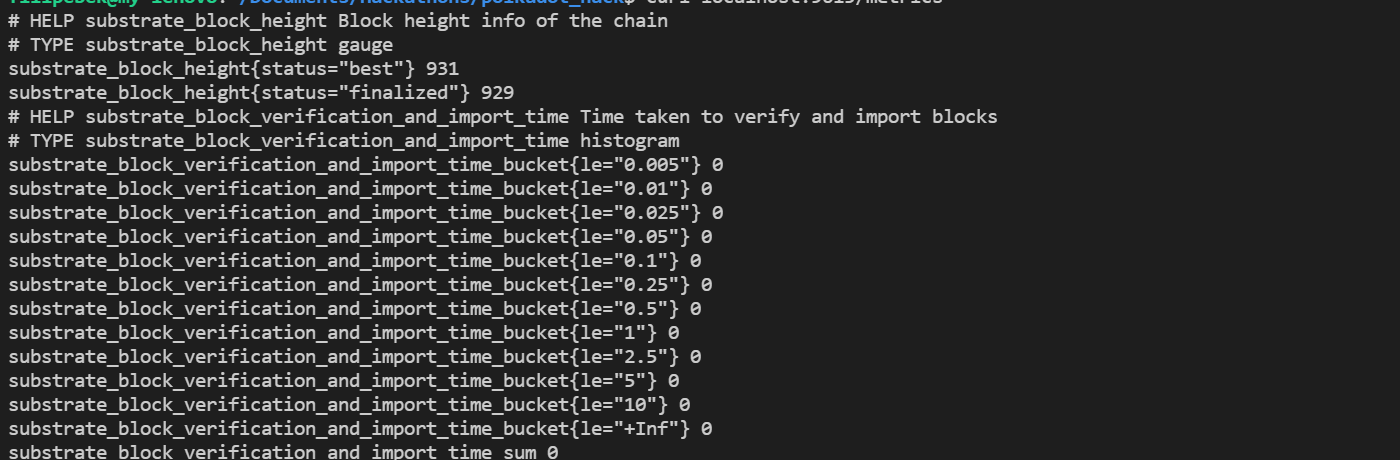 filipebek@my-lenovo:~/Documents/Hackathons/polkadot_hack$ curl localhost:9615/metrics
# HELP substrate_block_height Block height info of the chain
# TYPE substrate_block_height gauge
substrate_block_height{status="best"} 931
substrate_block_height{status="finalized"} 929
# HELP substrate_block_verification_and_import_time Time taken to verify and import blocks
# TYPE substrate_block_verification_and_import_time histogram
substrate_block_verification_and_import_time_bucket{le="0.005"} 0
substrate_block_verification_and_import_time_bucket{le="0.01"} 0
substrate_block_verification_and_import_time_bucket{le="0.025"} 0
substrate_block_verification_and_import_time_bucket{le="0.05"} 0
substrate_block_verification_and_import_time_bucket{le="0.1"} 0
substrate_block_verification_and_import_time_bucket{le="0.25"} 0
substrate_block_verification_and_import_time_bucket{le="0.5"} 0
substrate_block_verification_and_import_time_bucket{le="1"} 0
substrate_block_verification_and_import_time_bucket{le="2.5"} 0
substrate_block_verification_and_import_time_bucket{le="5"} 0
substrate_block_verification_and_import_time_bucket{le="10"} 0
substrate_block_verification_and_import_time_bucket{le="+Inf"} 0
substrate_block_verification_and_import_time_sum 0